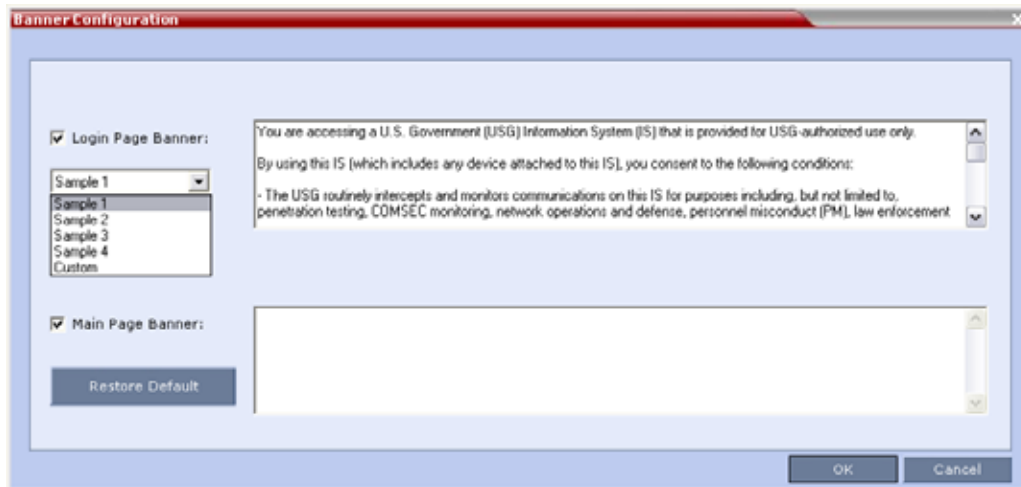 Banner Configuration
X
Login Page Banner:
Sample 1
Sample 1
Sample 2
Sample 3
Sample 4
Custom
You are accessing a U.S. Government (USG) Information System (IS) that is provided for USG-authorized use only.
By using this IS (which includes any device attached to this IS), you consent to the following conditions:
- The USG routinely intercepts and monitors communications on this IS for purposes including, but not limited to,
penetration testing, COMSEC monitoring, network operations and defense, personnel misconduct (PM), law enforcement
Main Page Banner:
Restore Default
OK
Cancel